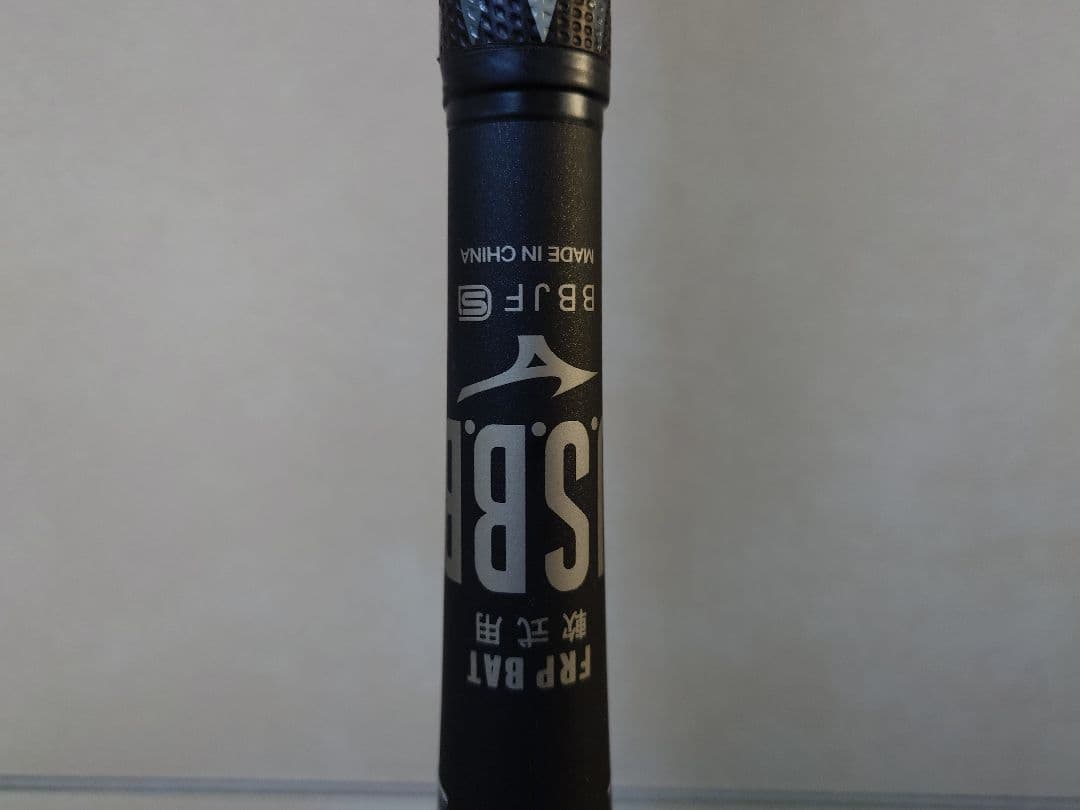 FRP BAT
軟式用
.S.B.B
BBJF S
MADE IN CHINA